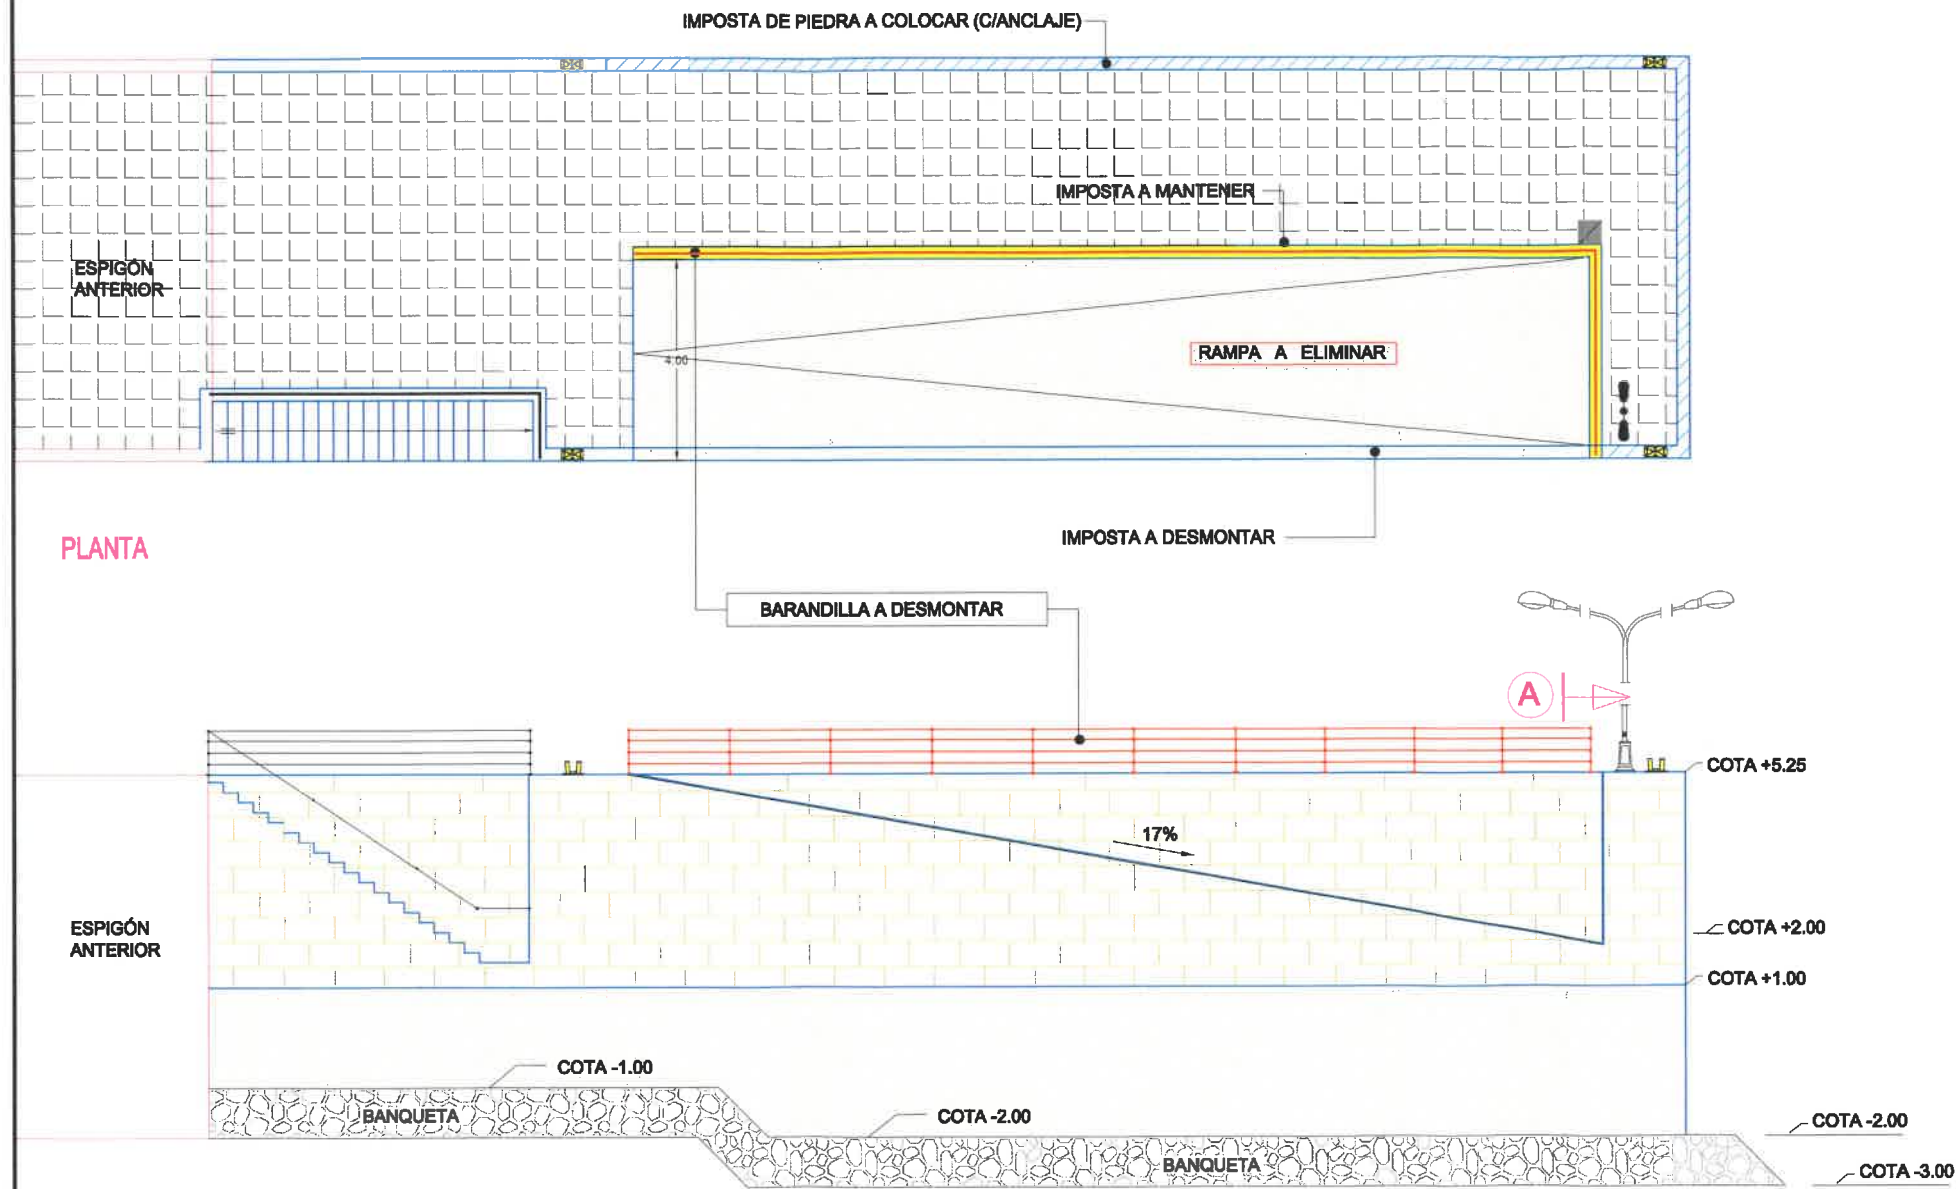 IMPOSTA DE PIEDRA A COLOCAR (C/ANCLAJE)
IMPOSTA A MANTENER
ESPIGÓN
ANTERIOR
4.00
RAMPA A ELIMINAR
IMPOSTA A DESMONTAR
PLANTA
BARANDILLA A DESMONTAR
A
COTA +5.25
17%
ESPIGÓN
ANTERIOR
COTA +2.00
COTA +1.00
COTA -1.00
BANQUETA
COTA -2.00
COTA -2.00
BANQUETA
COTA -3.00